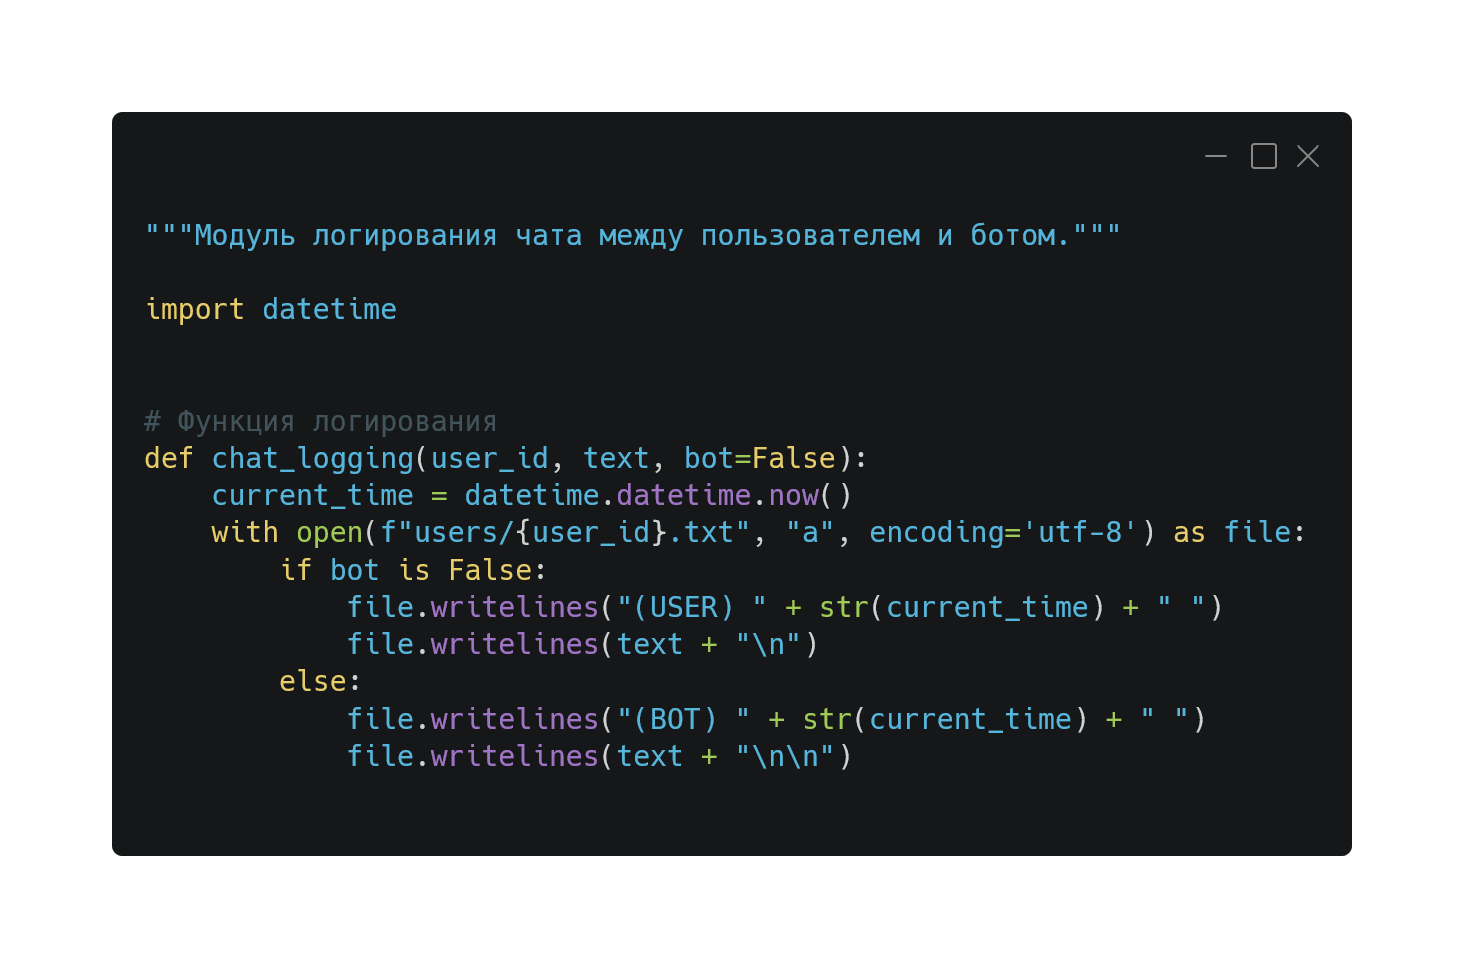 """Модуль логирования чата между пользователем и ботом."""
import datetime
# Функция логирования
def chat_logging(user_id, text, bot=False):
    current_time = datetime.datetime.now()
    with open(f"users/{user_id}.txt", "a", encoding='utf-8') as file:
        if bot is False:
            file.writelines("(USER) " + str(current_time) + " ")
            file.writelines(text + "\n")
        else:
            file.writelines("(BOT) " + str(current_time) + " ")
            file.writelines(text + "\n\n")